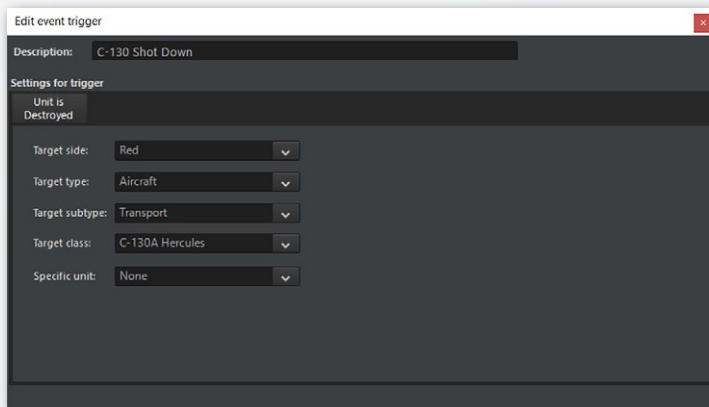 Edit event trigger
Description: C-130 Shot Down
Settings for trigger
Unit is
Destroyed
Target side: Red
Target type: Aircraft
Target subtype: Transport
Target class: C-130A Hercules
Specific unit: None